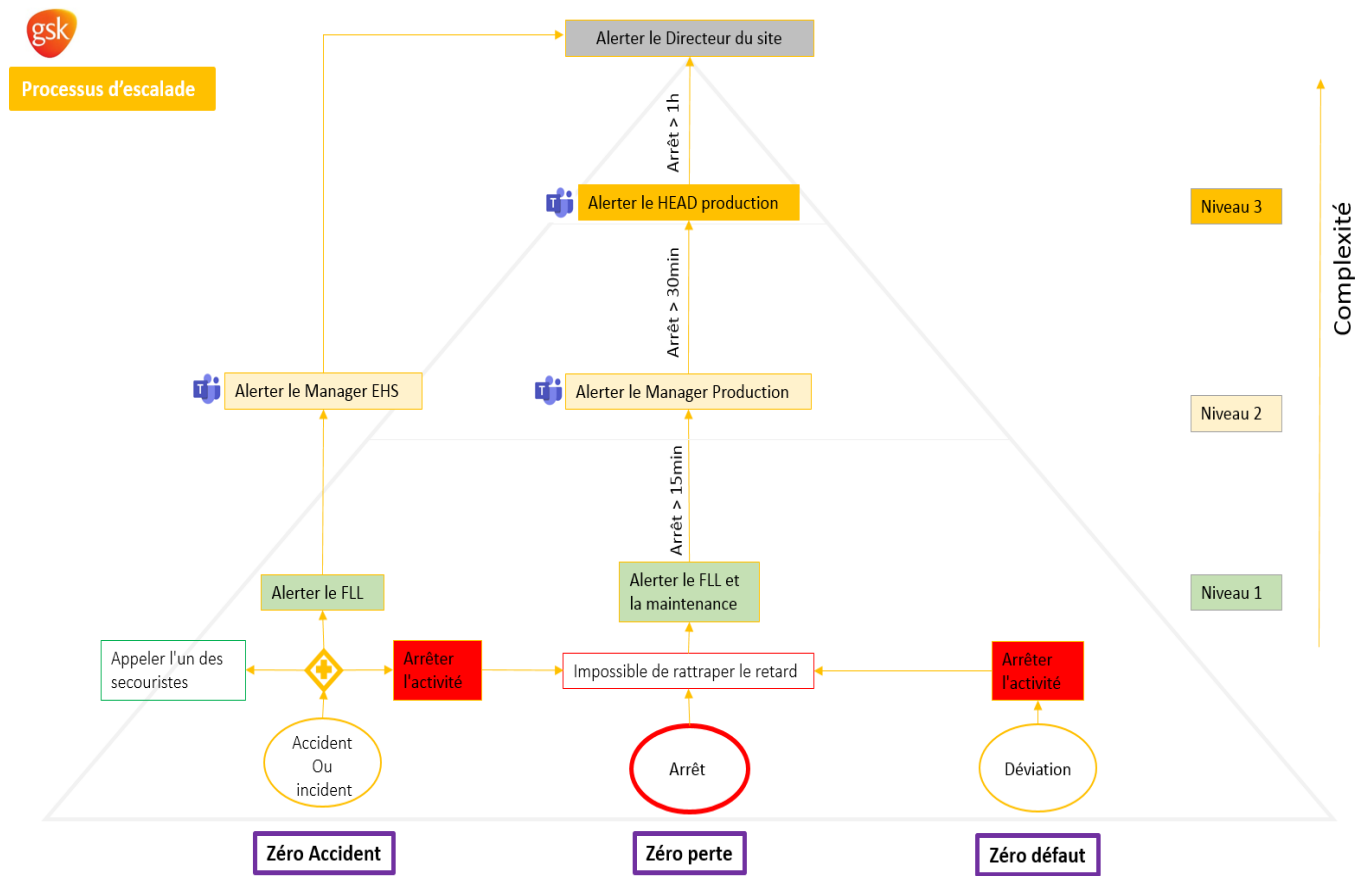 gsk
Processus d'escalade
Alerter le Directeur du site
Arrêt > 1h
T
Alerter le HEAD production
Niveau 3
Complexité
Arrêt > 30min
T
Alerter le Manager EHS
T
Alerter le Manager Production
Niveau 2
Arrêt > 15min
Alerter le FLL
Alerter le FLL et
la maintenance
Niveau 1
Appeler l'un des
secouristes
Arrêter
l'activité
Impossible de rattraper le retard
Arrêter
l'activité
Accident
Ou
incident
Arrêt
Déviation
Zéro Accident
Zéro perte
Zéro défaut